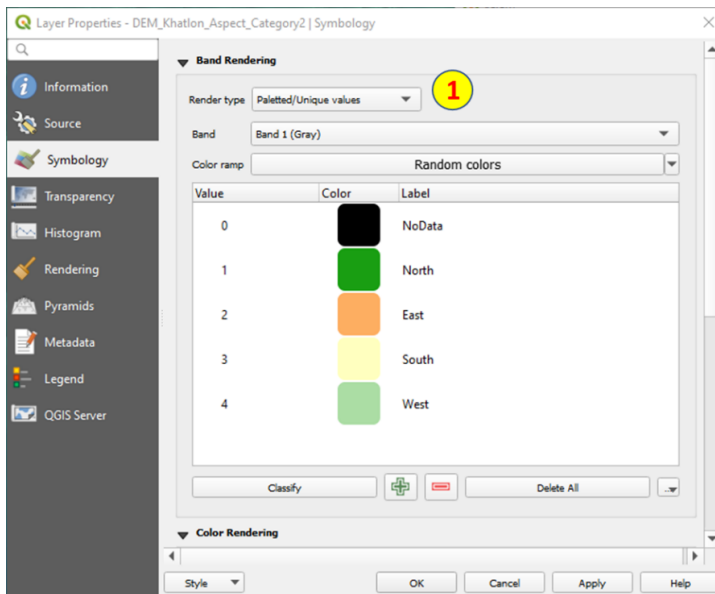 Layer Properties - DEM_Khatlon_Aspect_Category2 | Symbology
Information
Source
Symbology
Transparency
Histogram
Rendering
Pyramids
Metadata
Legend
QGIS Server
Band Rendering
Render type Paletted/Unique values 1
Band Band 1 (Gray)
Color ramp Random colors
Value Color Label
0 NoData
1 North
2 East
3 South
4 West
Classify Delete All ...
Color Rendering
Style OK Cancel Apply Help